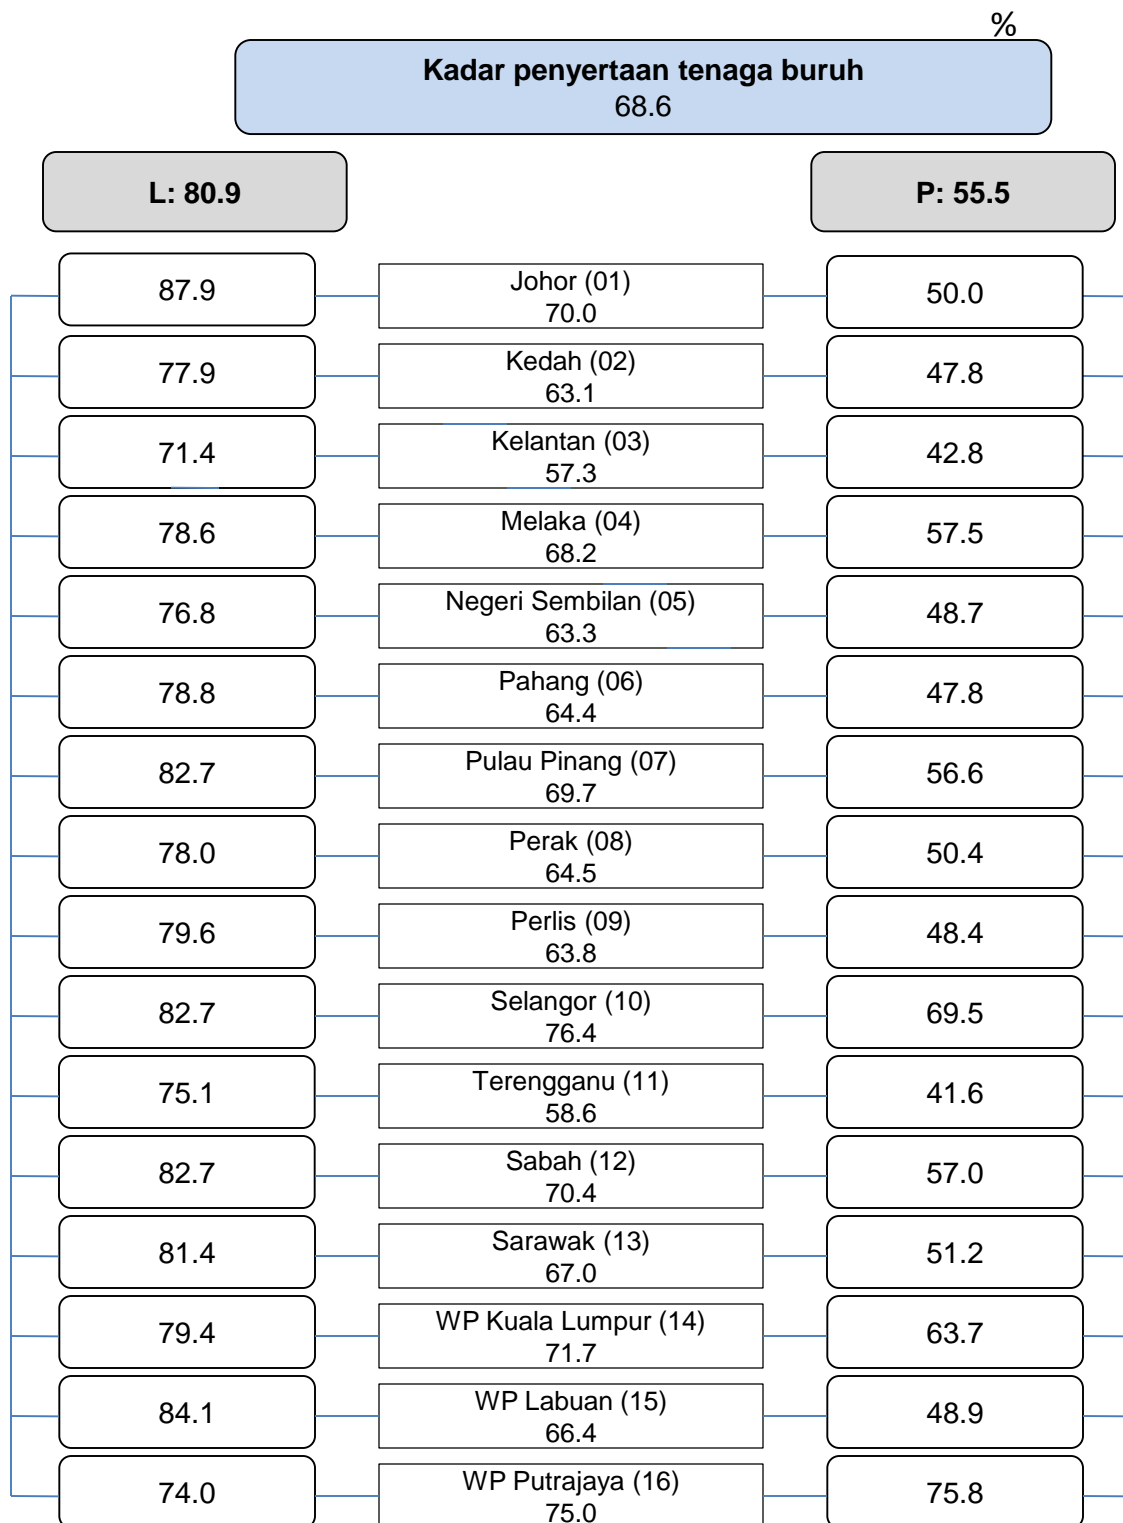 %
Kadar penyertaan tenaga buruh
68.6
L: 80.9
P: 55.5
87.9
Johor (01)
70.0
50.0
77.9
Kedah (02)
63.1
47.8
71.4
Kelantan (03)
57.3
42.8
78.6
Melaka (04)
68.2
57.5
76.8
Negeri Sembilan (05)
63.3
48.7
78.8
Pahang (06)
64.4
47.8
82.7
Pulau Pinang (07)
69.7
56.6
78.0
Perak (08)
64.5
50.4
79.6
Perlis (09)
63.8
48.4
82.7
Selangor (10)
76.4
69.5
75.1
Terengganu (11)
58.6
41.6
82.7
Sabah (12)
70.4
57.0
81.4
Sarawak (13)
67.0
51.2
79.4
WP Kuala Lumpur (14)
71.7
63.7
84.1
WP Labuan (15)
66.4
48.9
74.0
WP Putrajaya (16)
75.0
75.8